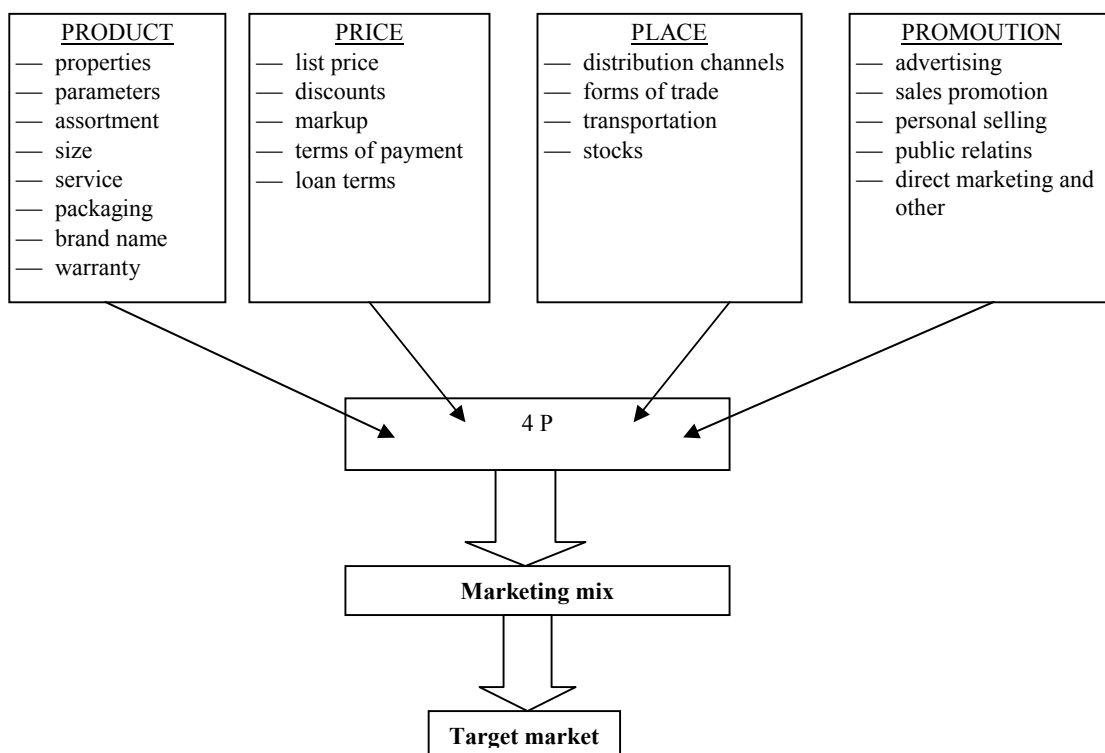 PRODUCT
— properties
— parameters
— assortment
— size
— service
— packaging
— brand name
— warranty
PRICE
— list price
— discounts
— markup
— terms of payment
— loan terms
PLACE
— distribution channels
— forms of trade
— transportation
— stocks
PROMOUTION
— advertising
— sales promotion
— personal selling
— public relatins
— direct marketing and
other
4 P
Marketing mix
Target market